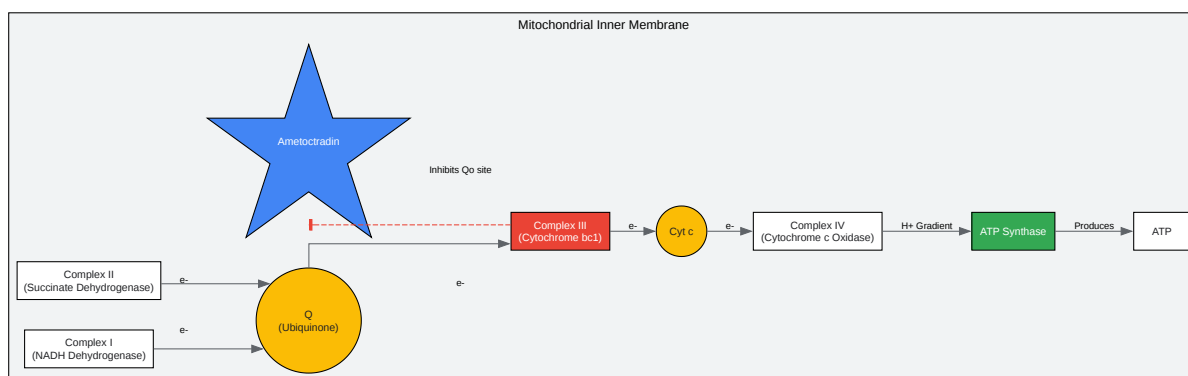 Mitochondrial Inner Membrane
Ametoctradin
Inhibits Qo site
Complex III
(Cytochrome bc1)
e-
Cyt c
e-
Complex IV
(Cytochrome c Oxidase)
H+ Gradient
ATP Synthase
Produces
ATP
Complex II
(Succinate Dehydrogenase)
e-
e-
Q
(Ubiquinone)
e-
Complex I
(NADH Dehydrogenase)